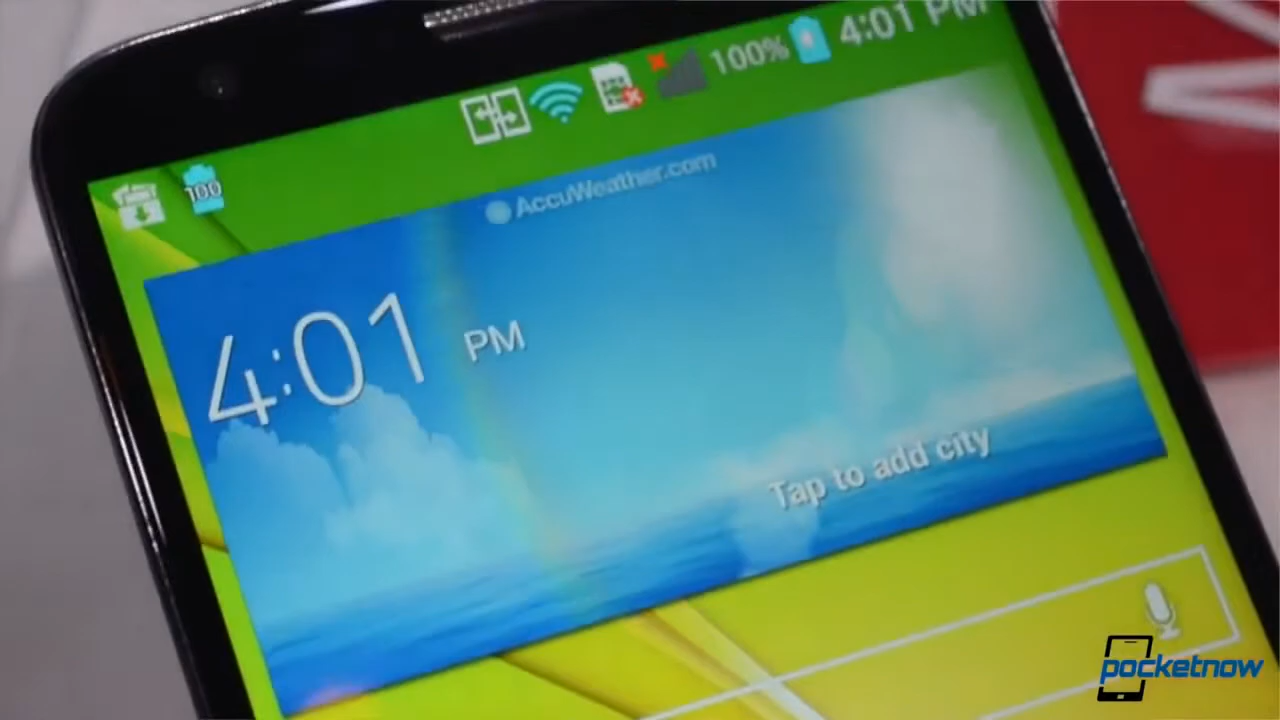 100% 4:01 PM
100
AccuWeather.com
4:01 PM
Tap to add city
pocketnow